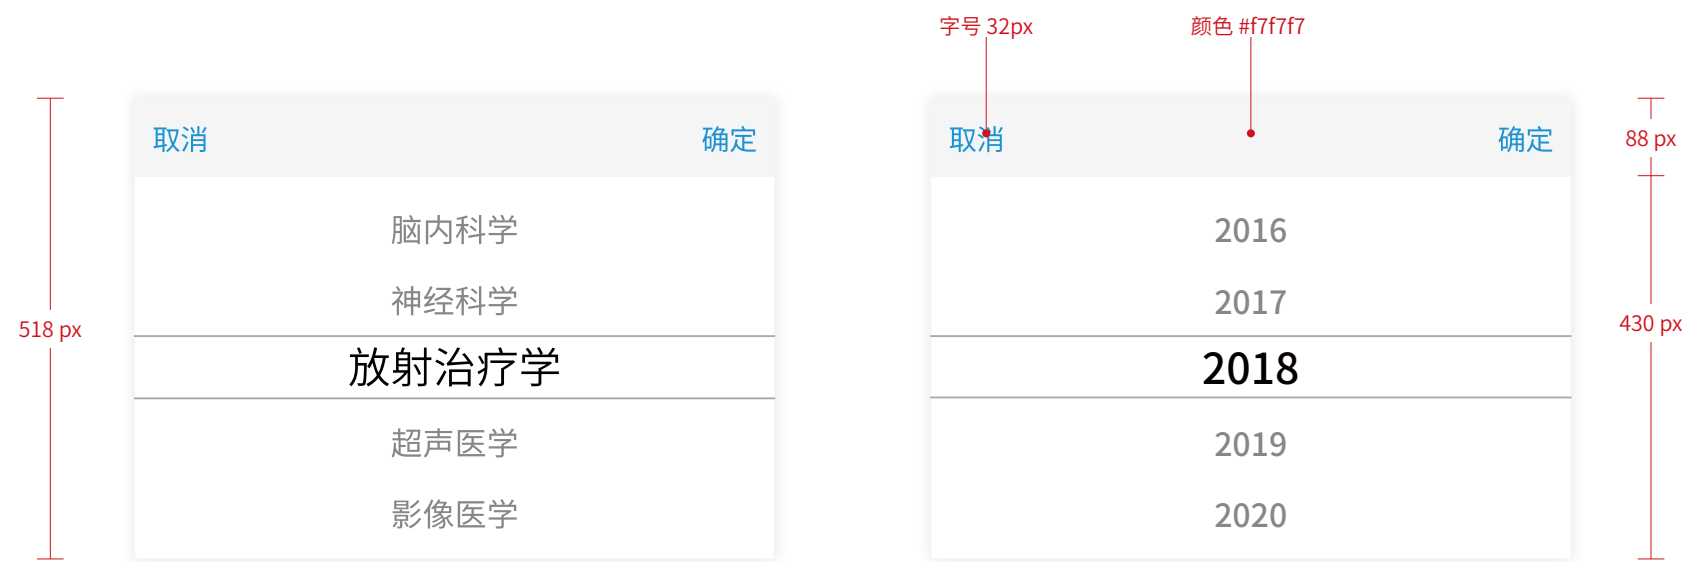 字号 32px
颜色 #f7f7f7
取消
确定
脑内科学
神经科学
放射治疗学
超声医学
影像医学
518 px
取消
确定
2016
2017
2018
2019
2020
88 px
430 px